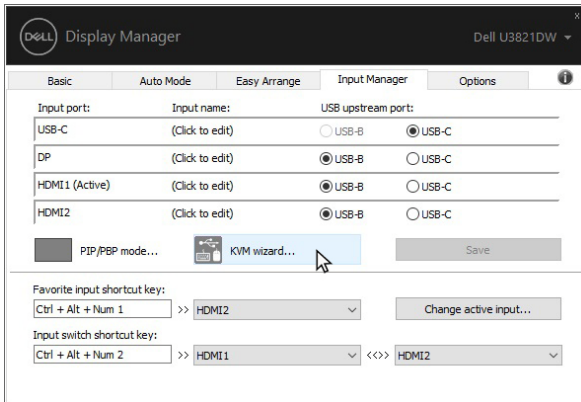 DELL Display Manager Dell U3821DW
Basic Auto Mode Easy Arrange Input Manager Options
Input port: Input name: USB upstream port:
USB-C (Click to edit) USB-B USB-C
DP (Click to edit) USB-B USB-C
HDMI1 (Active) (Click to edit) USB-B USB-C
HDMI2 (Click to edit) USB-B USB-C
PIP/PBP mode... KVM wizard... Save
Favorite input shortcut key:
Ctrl + Alt + Num 1 >> HDMI2 Change active input...
Input switch shortcut key:
Ctrl + Alt + Num 2 >> HDMI1 <<>> HDMI2